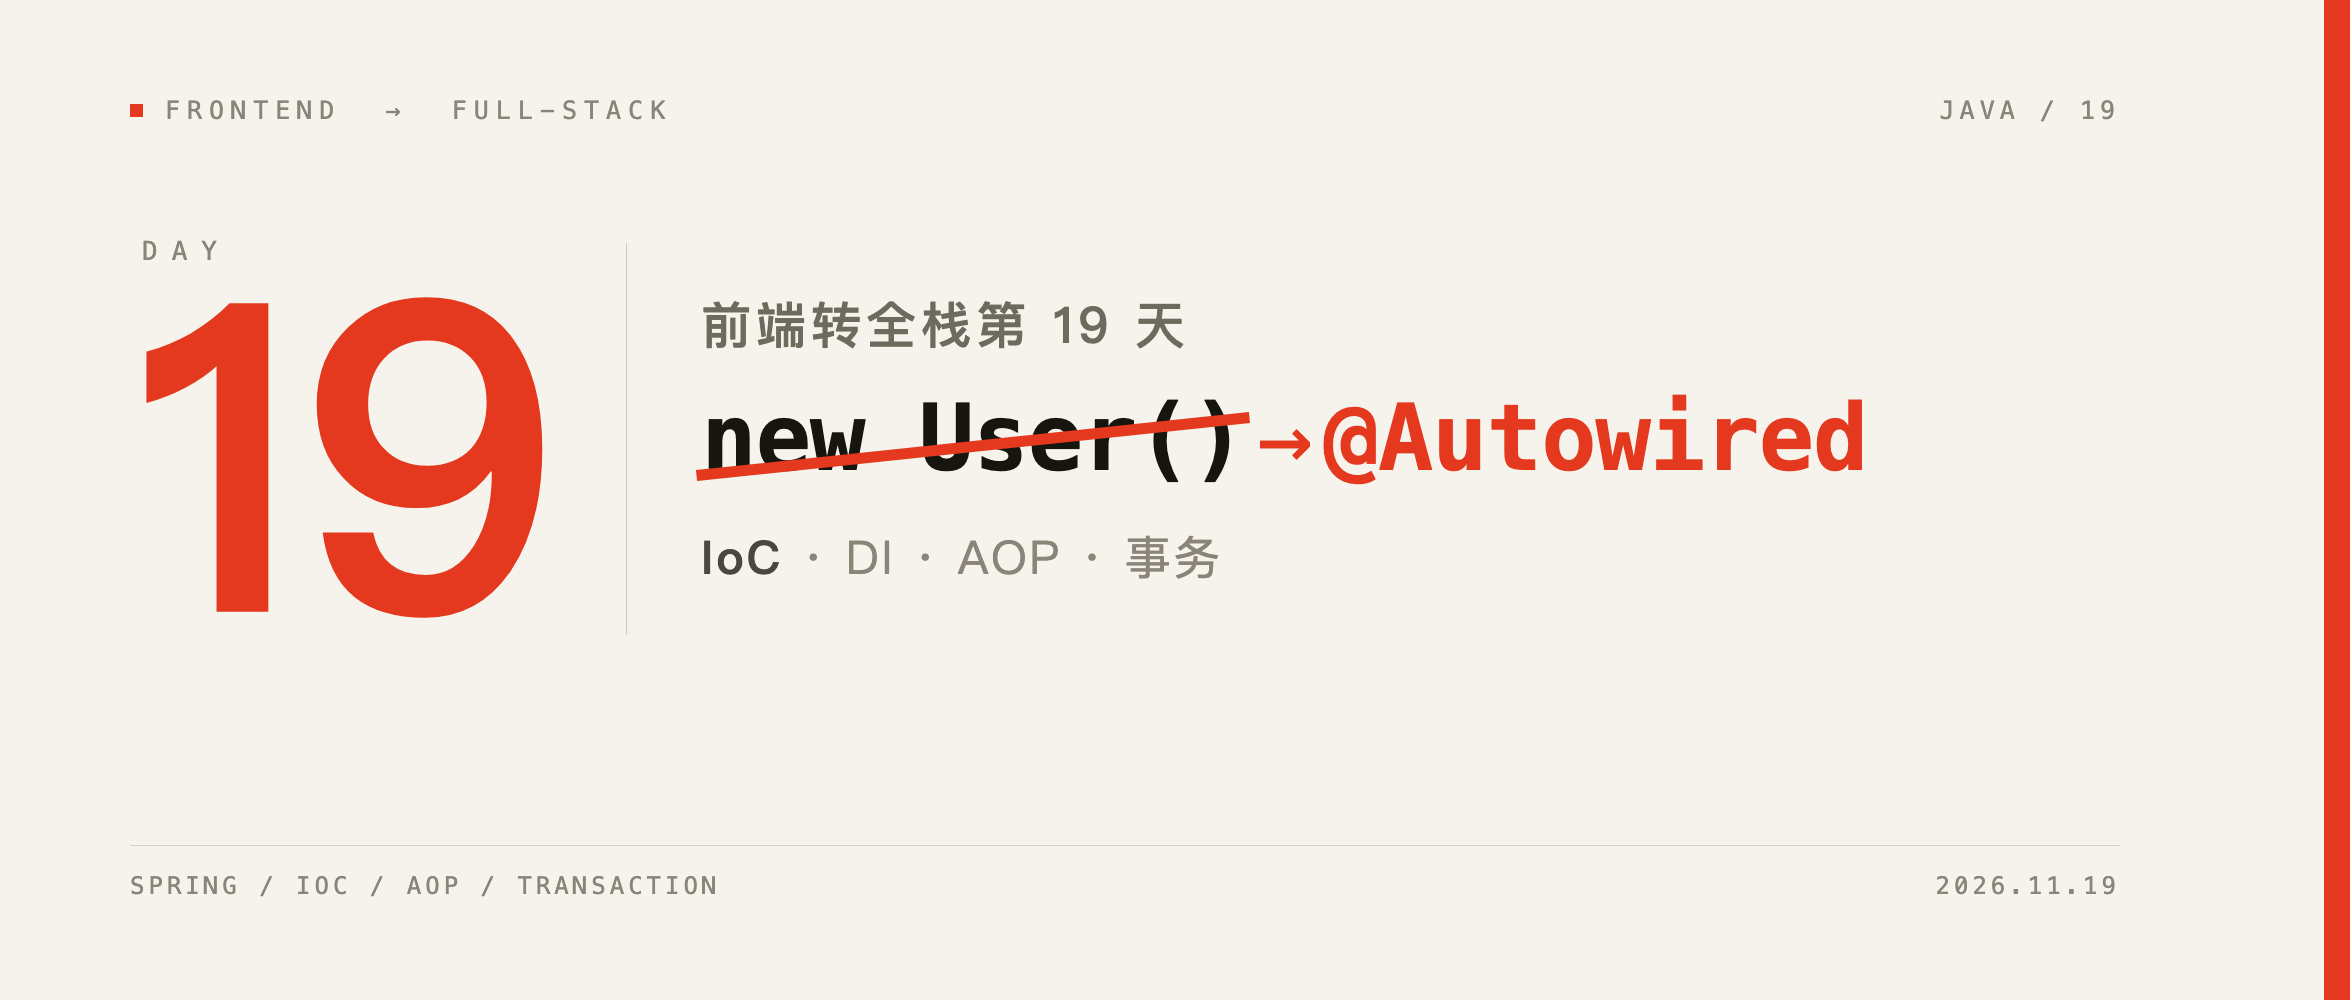 FRONTEND → FULL-STACK
JAVA / 19
DAY
19
前端转全栈第 19 天
new User()→@Autowired
IoC · DI · AOP · 事务
SPRING / IOC / AOP / TRANSACTION
2026.11.19